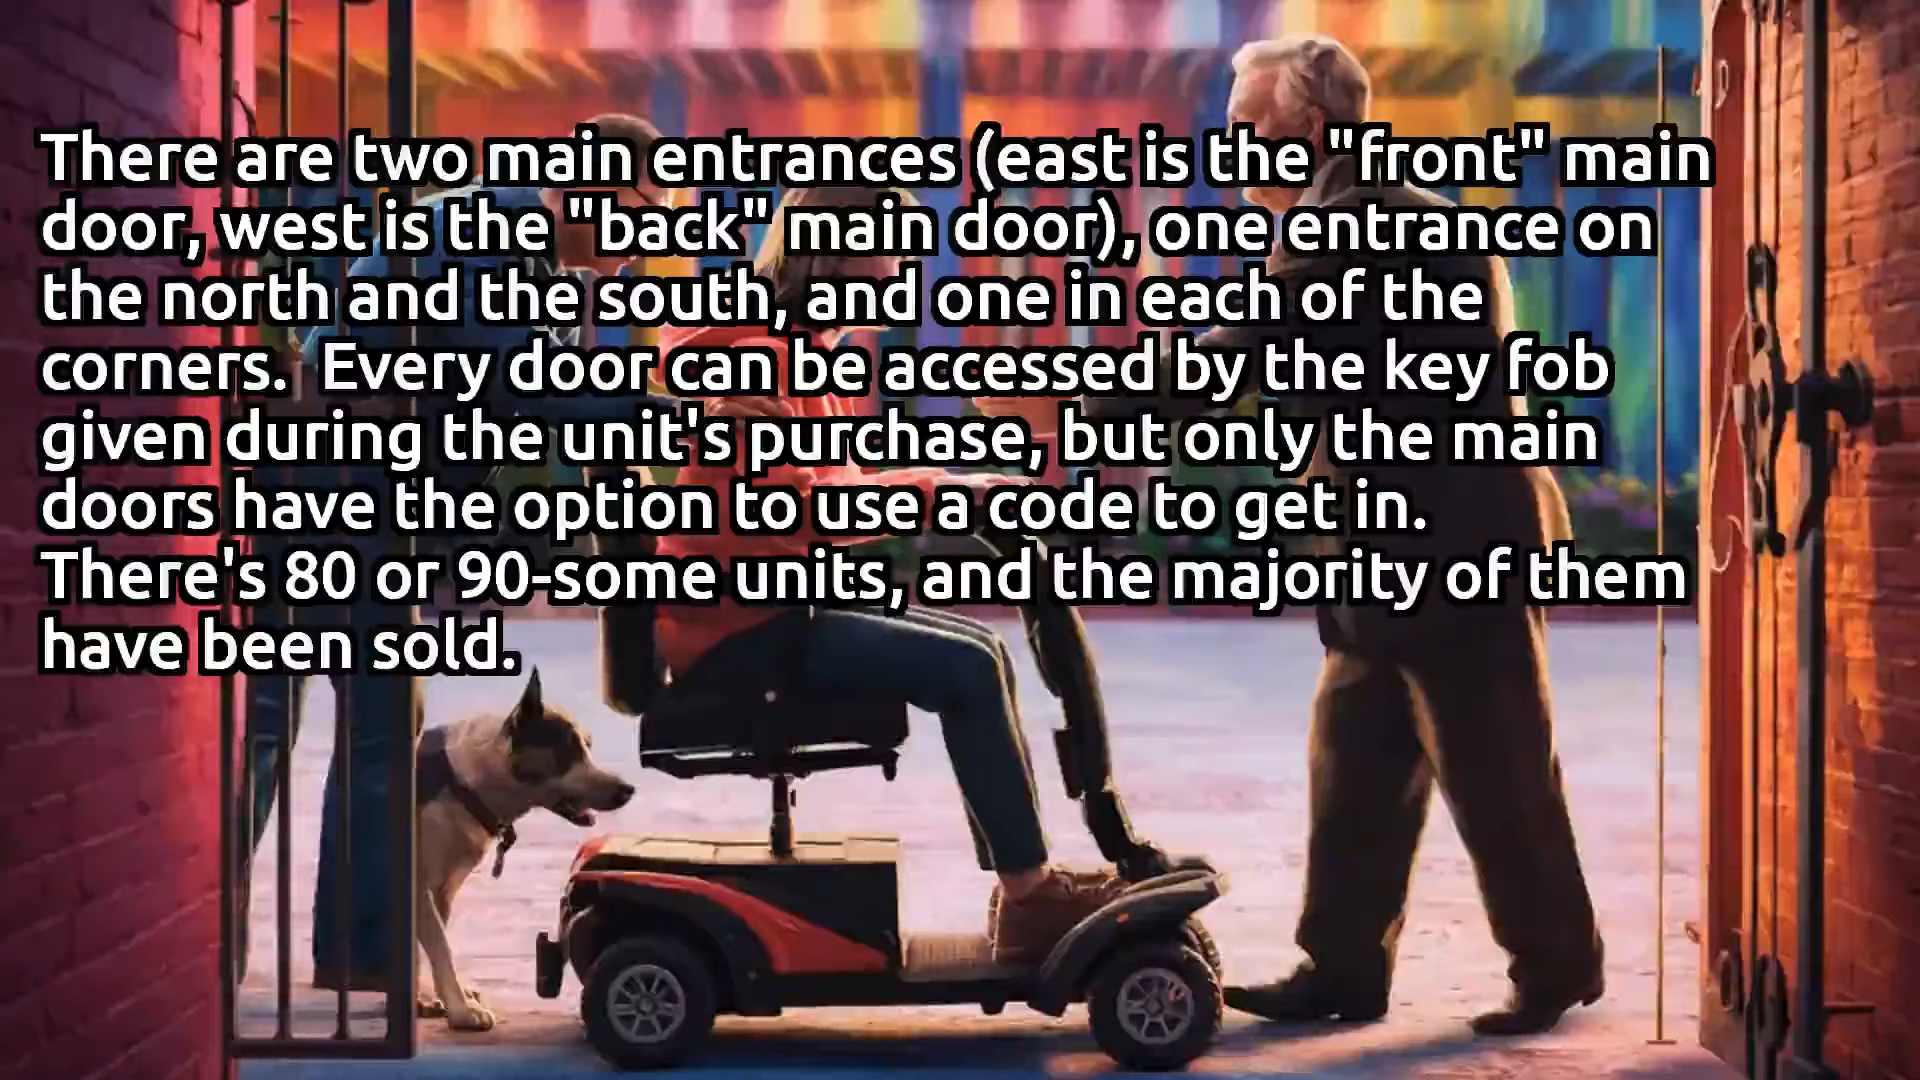 There are two main entrances (east is the "front" main
door, west is the "back" main door), one entrance on
the north and the south, and one in each of the
corners.  Every door can be accessed by the key fob
given during the unit's purchase, but only the main
doors have the option to use a code to get in.
There's 80 or 90-some units, and the majority of them
have been sold.